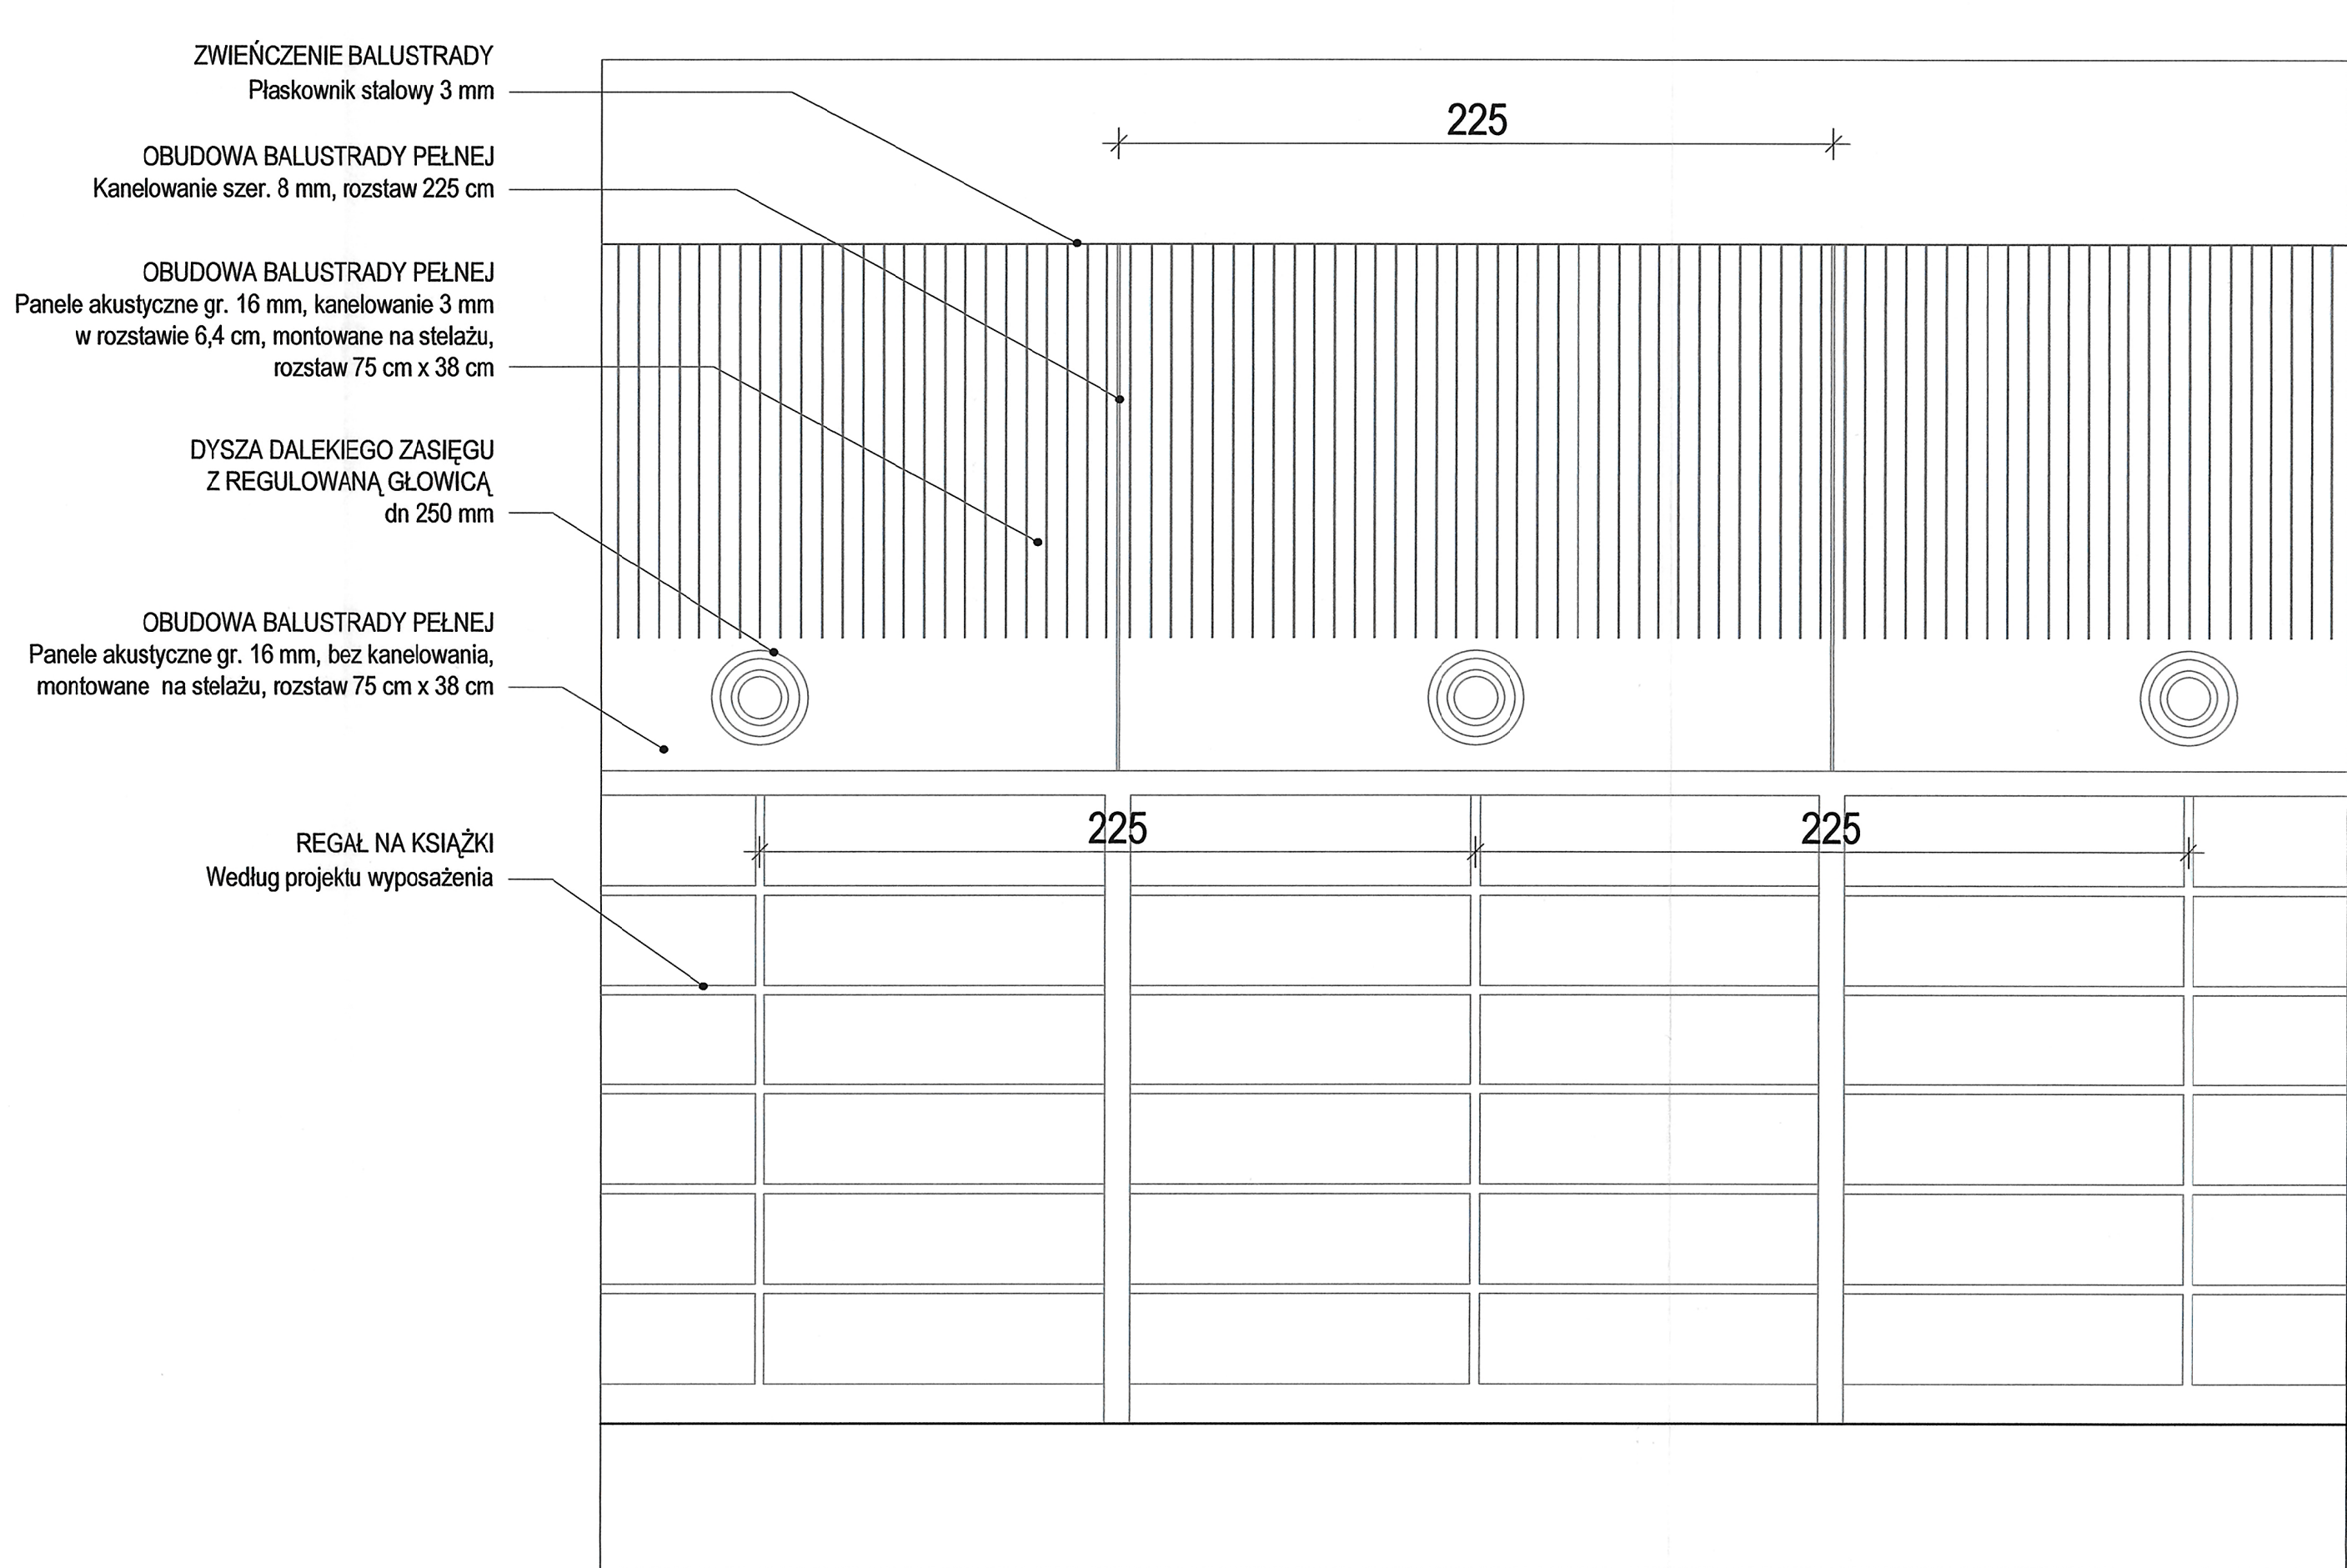 ZWIEŃCZENIE BALUSTRADY
Płaskownik stalowy 3 mm
225
OBUDOWA BALUSTRADY PEŁNEJ
Kanelowanie szer. 8 mm, rozstaw 225 cm
OBUDOWA BALUSTRADY PEŁNEJ
Panele akustyczne gr. 16 mm, kanelowanie 3 mm
w rozstawie 6,4 cm, montowane na stelażu,
rozstaw 75 cm x 38 cm
DYSZA DALEKIEGO ZASIĘGU
Z REGULOWANĄ GŁOWICĄ
dn 250 mm
OBUDOWA BALUSTRADY PEŁNEJ
Panele akustyczne gr. 16 mm, bez kanelowania,
montowane na stelażu, rozstaw 75 cm x 38 cm
225
225
REGAŁ NA KSIĄŻKI
Według projektu wyposażenia